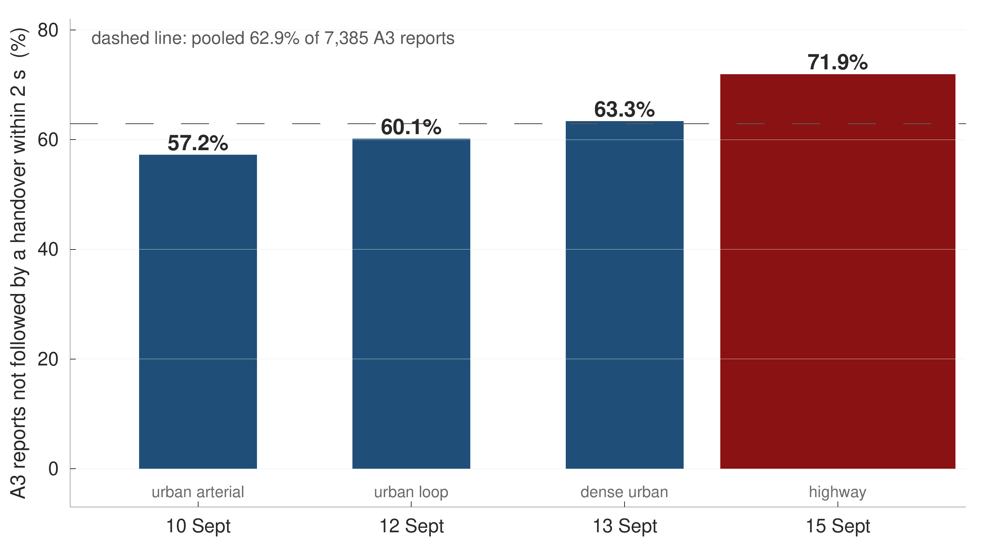 A3 reports not followed by a handover within 2 s (%)
80
60
40
20
0
dashed line: pooled 62.9% of 7,385 A3 reports
57.2%
60.1%
63.3%
71.9%
urban arterial
urban loop
dense urban
highway
10 Sept
12 Sept
13 Sept
15 Sept